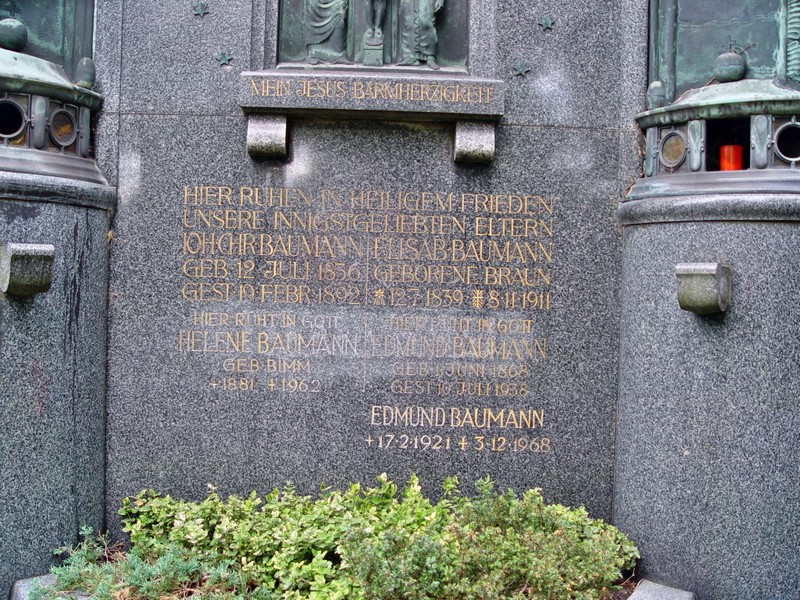 MEIN JESUS BARMHERZIGKEIT
HIER RUHEN IN HEILIGEM FRIEDEN
UNSERE INNIGSTGELIEBTEN ELTERN
JOH CHR BAUMANN
GEB. 12 JULI 1836
GEST 19 FEBR 1892
ELISAB BAUMANN
GEBORENE BRAUN
12 7 1839 8 11 1911
HIER RUHT IN GOTT
HELENE BAUMANN
GEB BIMM
+1881 +1962
HIER RUHT IN GOTT
EDMUND BAUMANN
GEB 1 JUNI 1868
GEST 10 JULI 1938
EDMUND BAUMANN
+17·2·1921 +3·12·1968